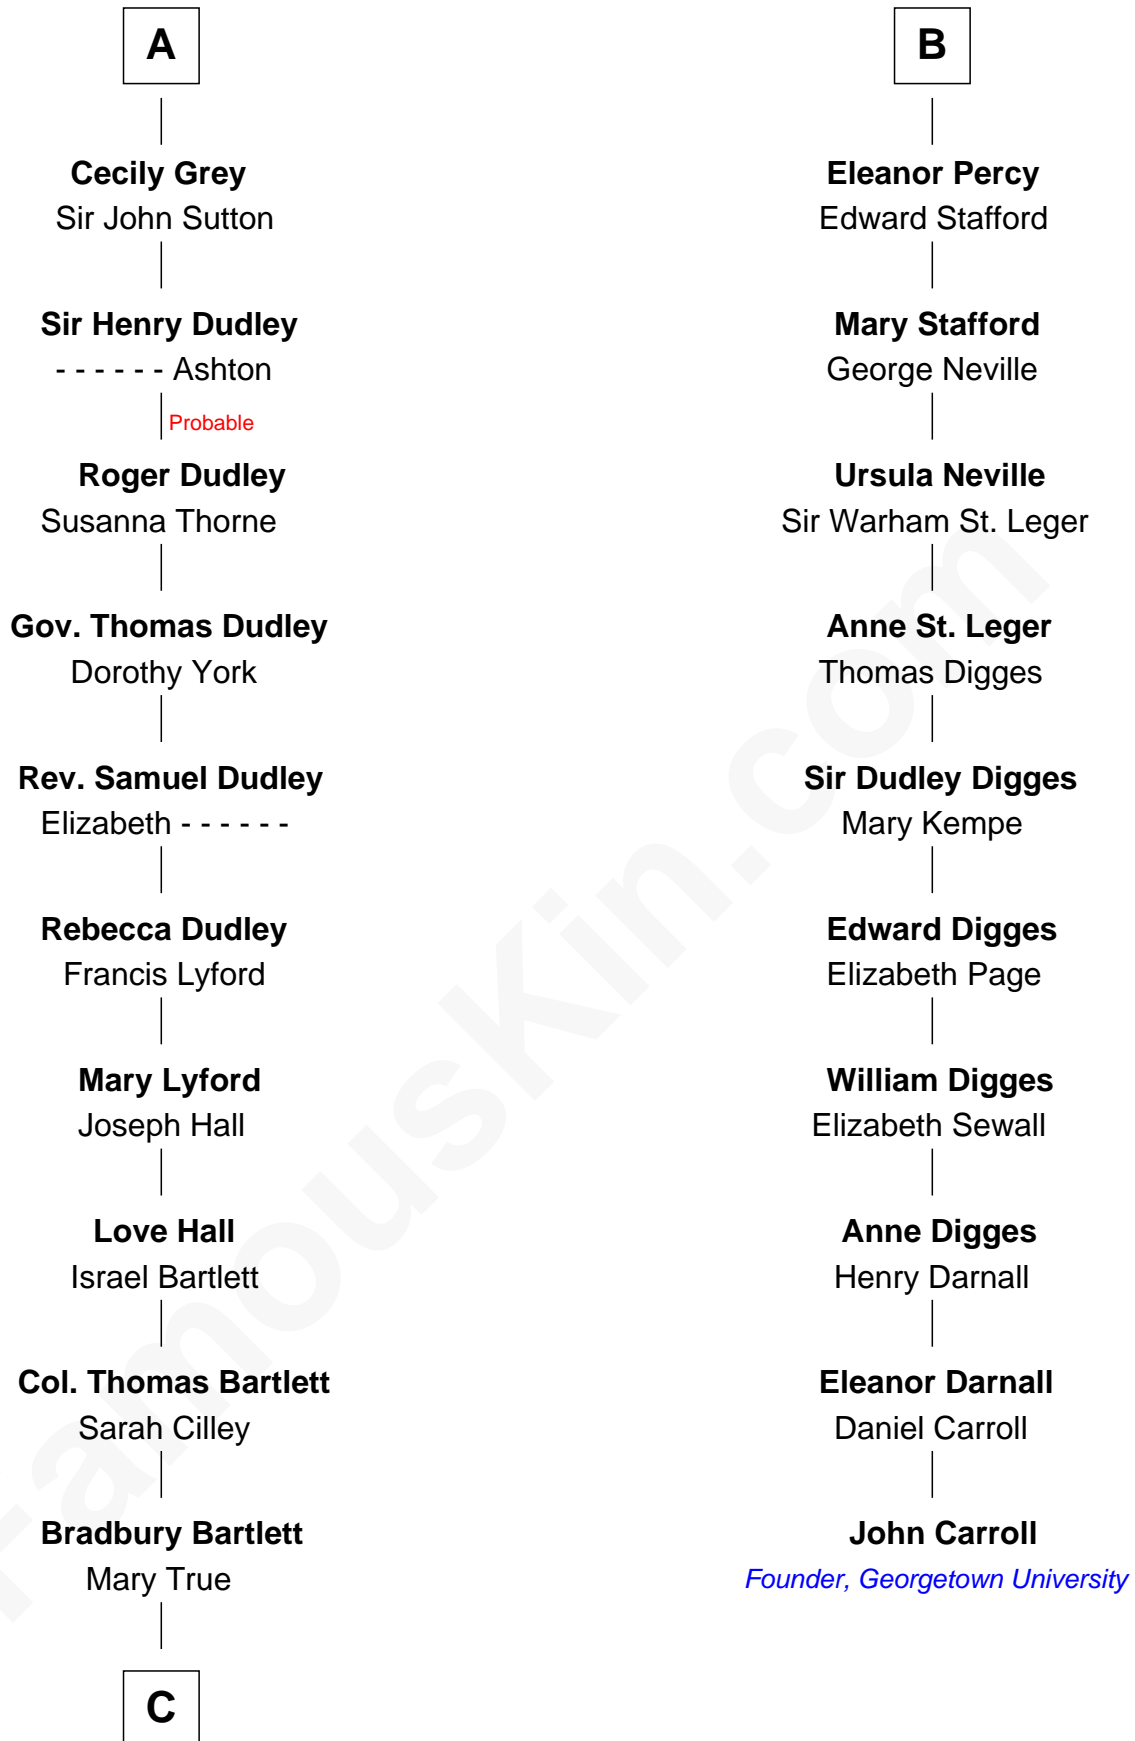 A
Cecily Grey
Sir John Sutton
Sir Henry Dudley
- - - - - - Ashton
Probable
Roger Dudley
Susanna Thorne
Gov. Thomas Dudley
Dorothy York
Rev. Samuel Dudley
Elizabeth - - - - - -
Rebecca Dudley
Francis Lyford
Mary Lyford
Joseph Hall
Love Hall
Israel Bartlett
Col. Thomas Bartlett
Sarah Cilley
Bradbury Bartlett
Mary True
C
B
Eleanor Percy
Edward Stafford
Mary Stafford
George Neville
Ursula Neville
Sir Warham St. Leger
Anne St. Leger
Thomas Digges
Sir Dudley Digges
Mary Kempe
Edward Digges
Elizabeth Page
William Digges
Elizabeth Sewall
Anne Digges
Henry Darnall
Eleanor Darnall
Daniel Carroll
John Carroll
Founder, Georgetown University
FamousKin.com